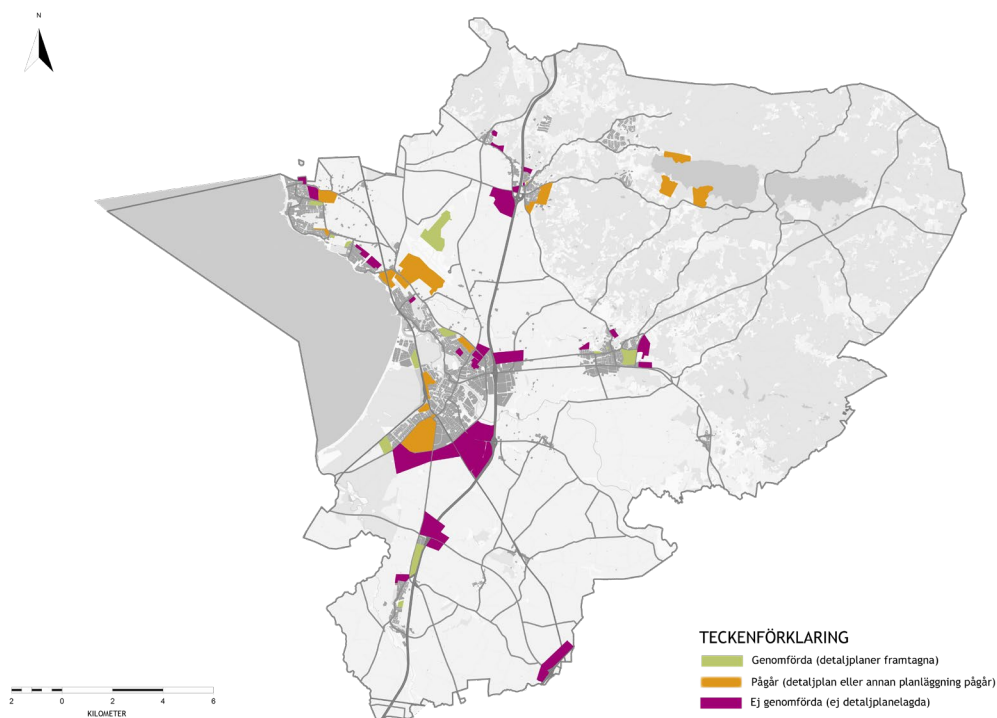 N
TECKENFÖRKLARING
Genomförda (detaljplaner framtagna)
Pågår (detaljplan eller annan planläggning pågår)
Ej genomförda (ej detaljplanelagda)
2 0 2 4 6
KILOMETER